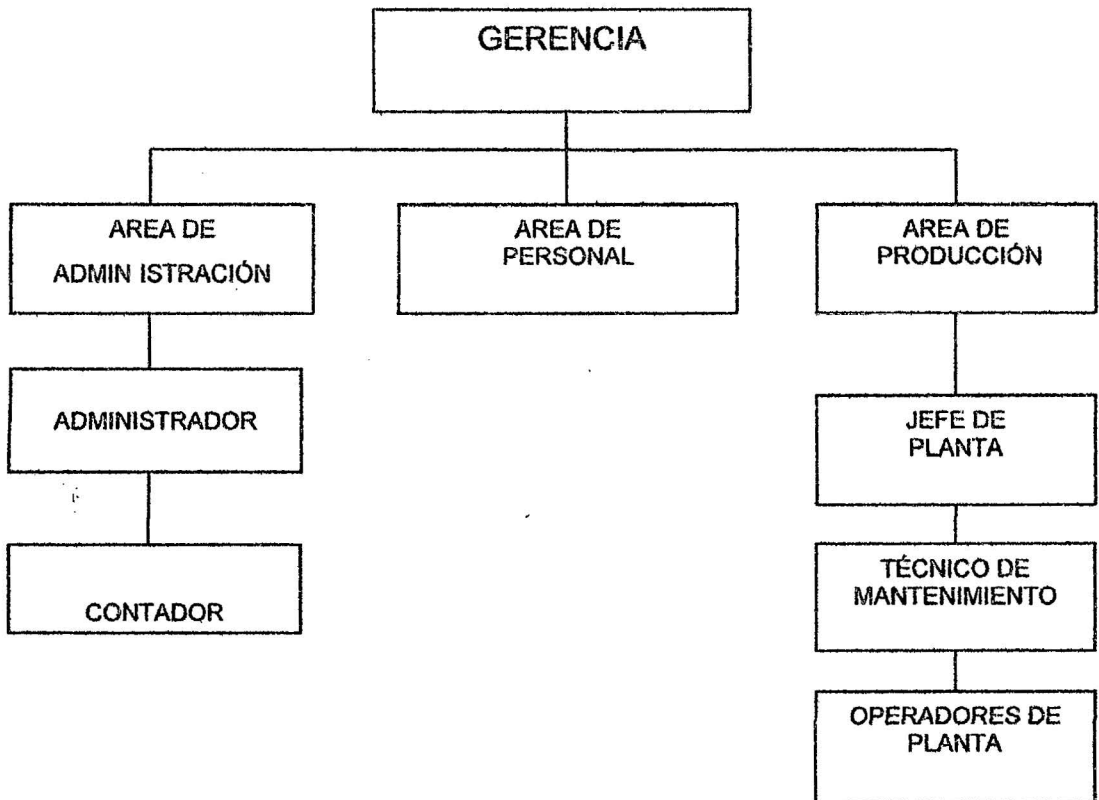 GERENCIA
AREA DE
ADMIN ISTRACIÓN
AREA DE
PERSONAL
AREA DE
PRODUCCIÓN
ADMINISTRADOR
JEFE DE
PLANTA
CONTADOR
TÉCNICO DE
MANTENIMIENTO
OPERADORES DE
PLANTA